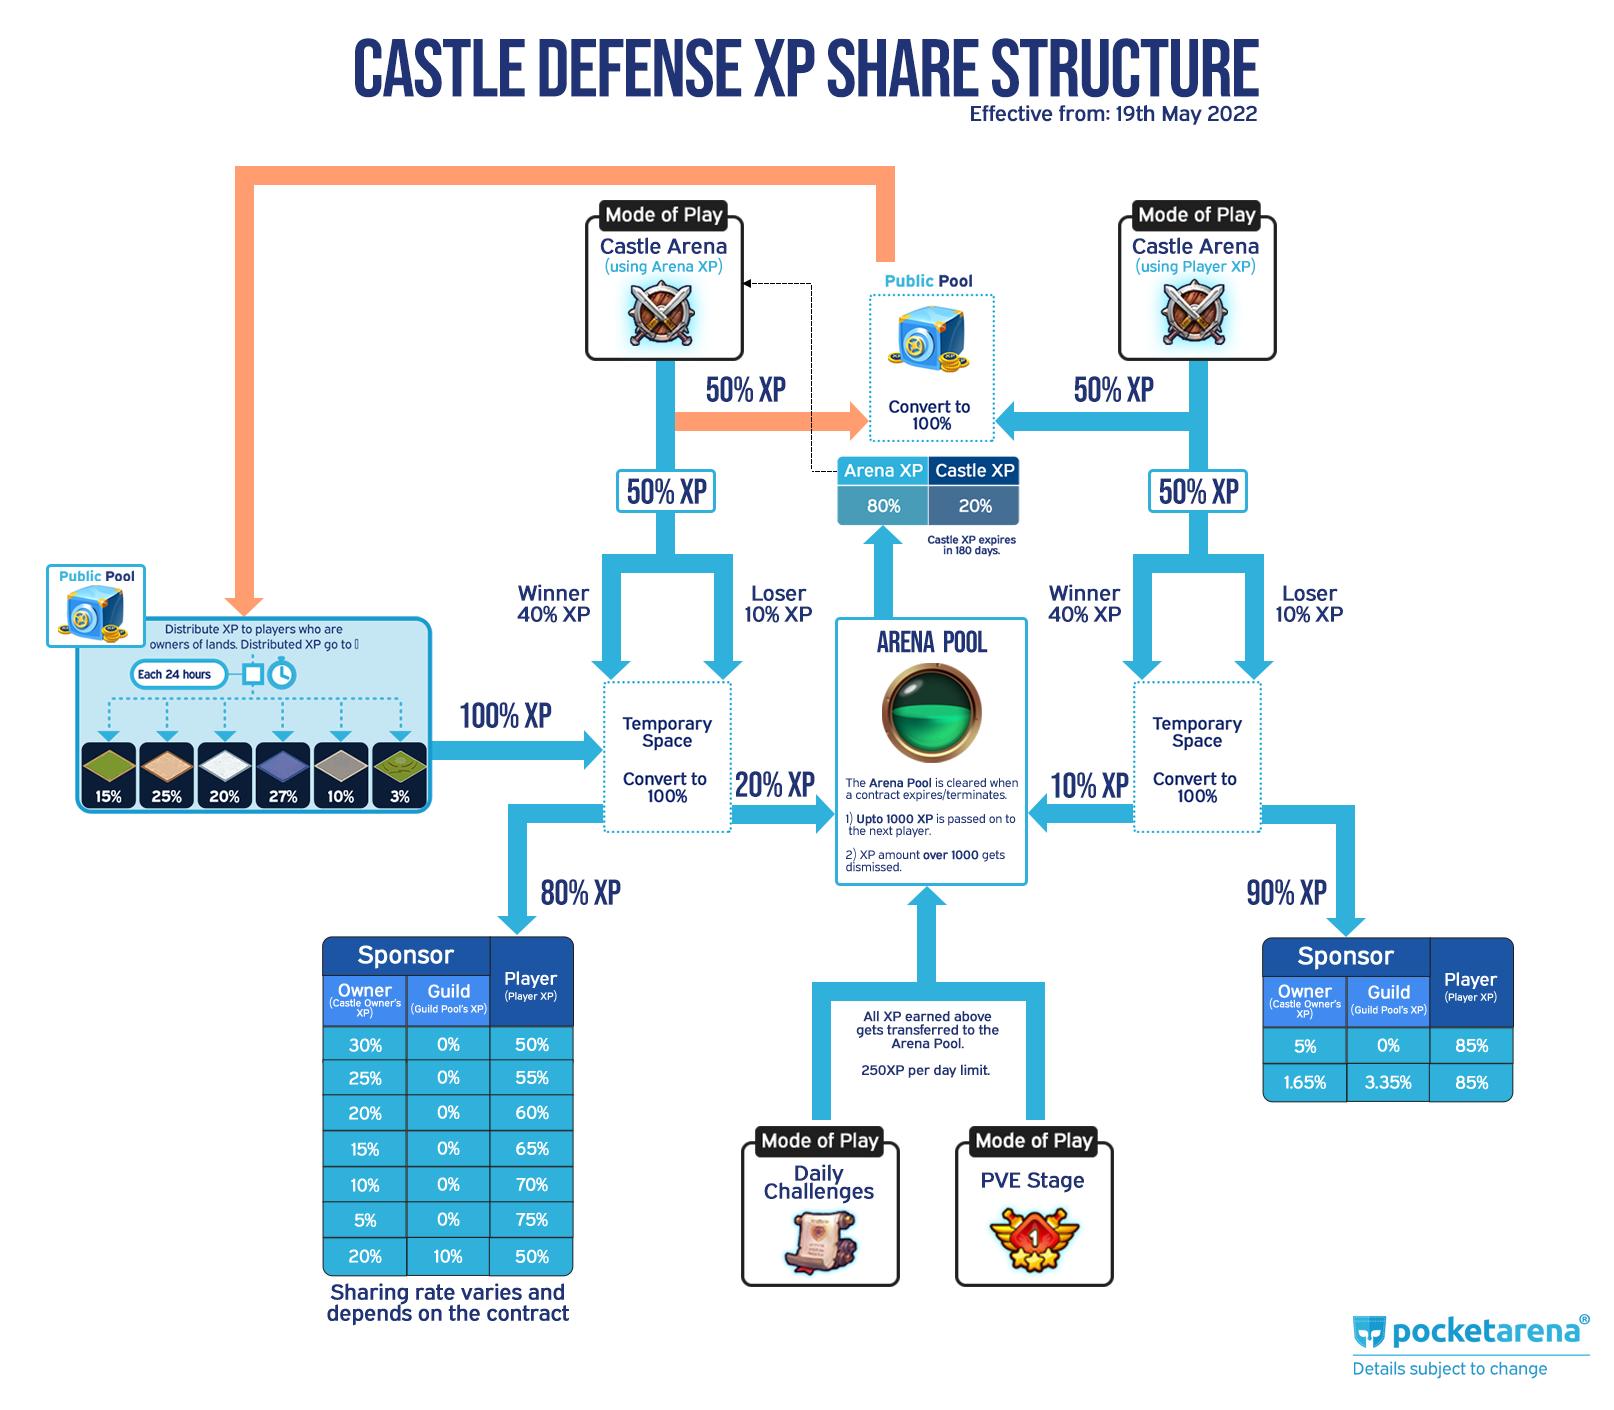 CASTLE DEFENSE XP SHARE STRUCTURE
Effective from: 19th May 2022
Mode of Play
Castle Arena
(using Arena XP)
Public Pool
Convert to
100%
Mode of Play
Castle Arena
(using Player XP)
50% XP
50% XP
50% XP
50% XP
Arena XP
Castle XP
80%
20%
Castle XP expires
in 180 days.
Winner
40% XP
Loser
10% XP
Winner
40% XP
Loser
10% XP
Public Pool
Distribute XP to players who are
owners of lands. Distributed XP go to
Each 24 hours
15%
25%
20%
27%
10%
3%
100% XP
Temporary
Space
Convert to
100%
20% XP
ARENA POOL
The Arena Pool is cleared when
a contract expires/terminates.
1) Upto 1000 XP is passed on to
the next player.
2) XP amount over 1000 gets
dismissed.
10% XP
Temporary
Space
Convert to
100%
80% XP
90% XP
Sponsor
Player
(Player XP)
Owner
(Castle Owner's
XP)
Guild
(Guild Pool's XP)
30% 0% 50%
25% 0% 55%
20% 0% 60%
15% 0% 65%
10% 0% 70%
5% 0% 75%
20% 10% 50%
Sharing rate varies and
depends on the contract
All XP earned above
gets transferred to the
Arena Pool.
250XP per day limit.
Mode of Play
Daily
Challenges
Mode of Play
PVE Stage
1
Sponsor
Player
(Player XP)
Owner
(Castle Owner's
XP)
Guild
(Guild Pool's XP)
5% 0% 85%
1.65% 3.35% 85%
pocketarena®
Details subject to change